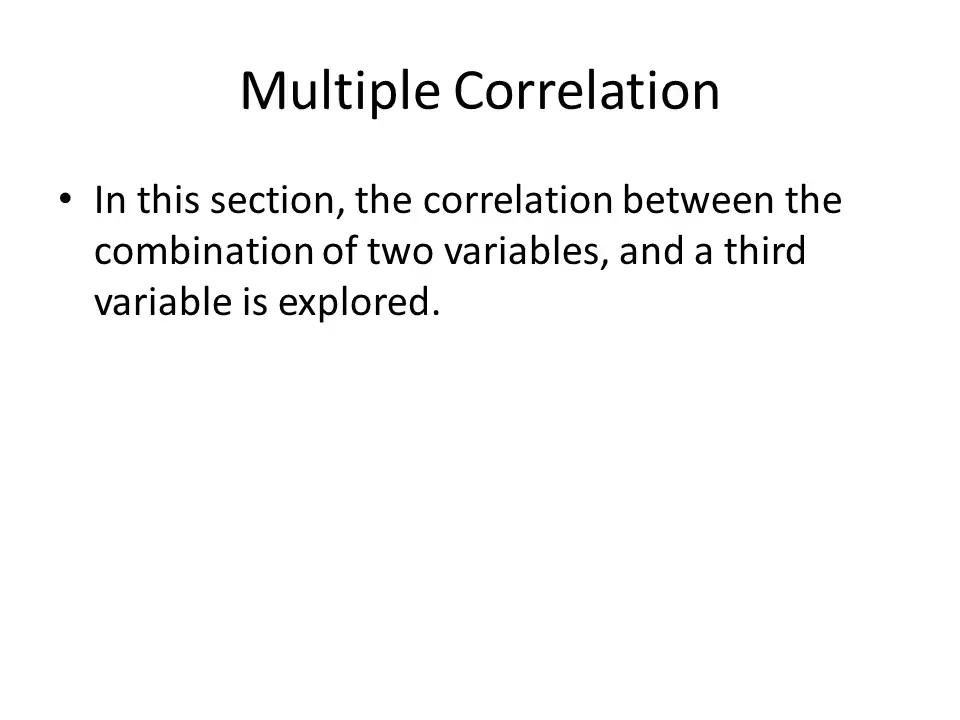 Multiple Correlation
• In this section, the correlation between the
combination of two variables, and a third
variable is explored.